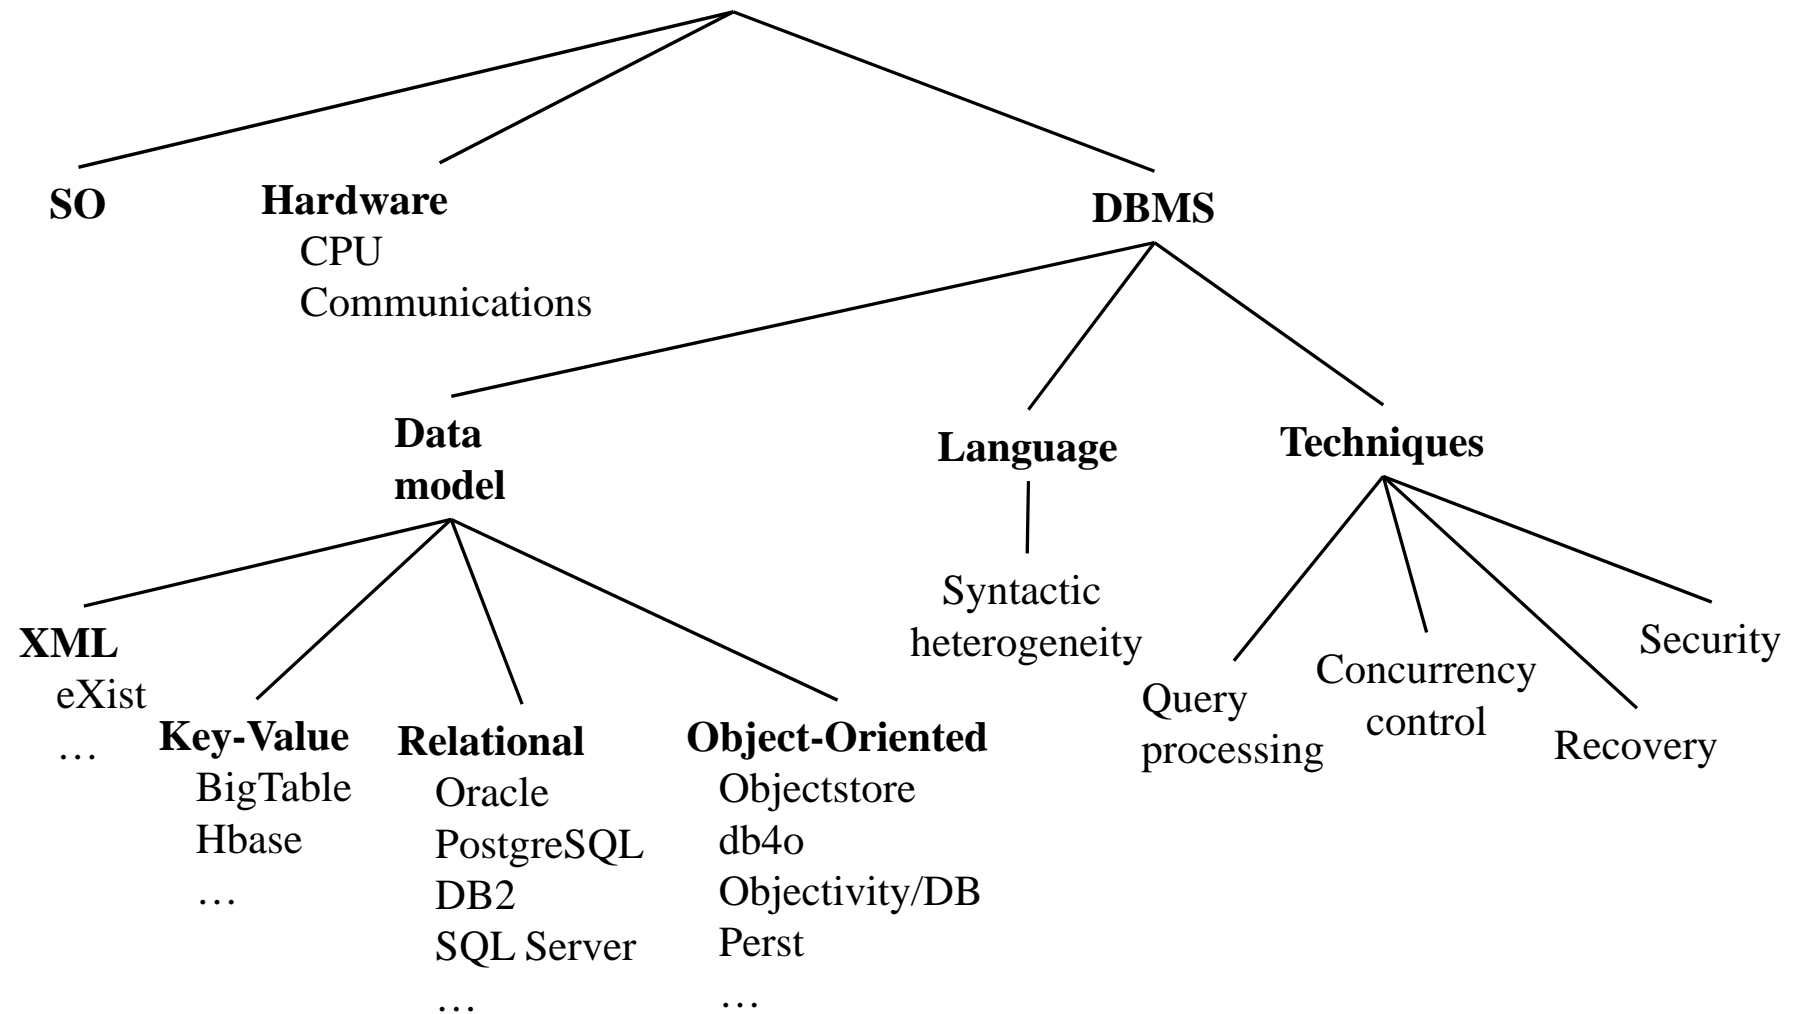 SO
Hardware
CPU
Communications
DBMS
Data
model
Language
Techniques
XML
eXist
…
Key-Value
BigTable
Hbase
…
Relational
Oracle
PostgreSQL
DB2
SQL Server
…
Object-Oriented
Objectstore
db4o
Objectivity/DB
Perst
…
Syntactic
heterogeneity
Query
processing
Concurrency
control
Recovery
Security